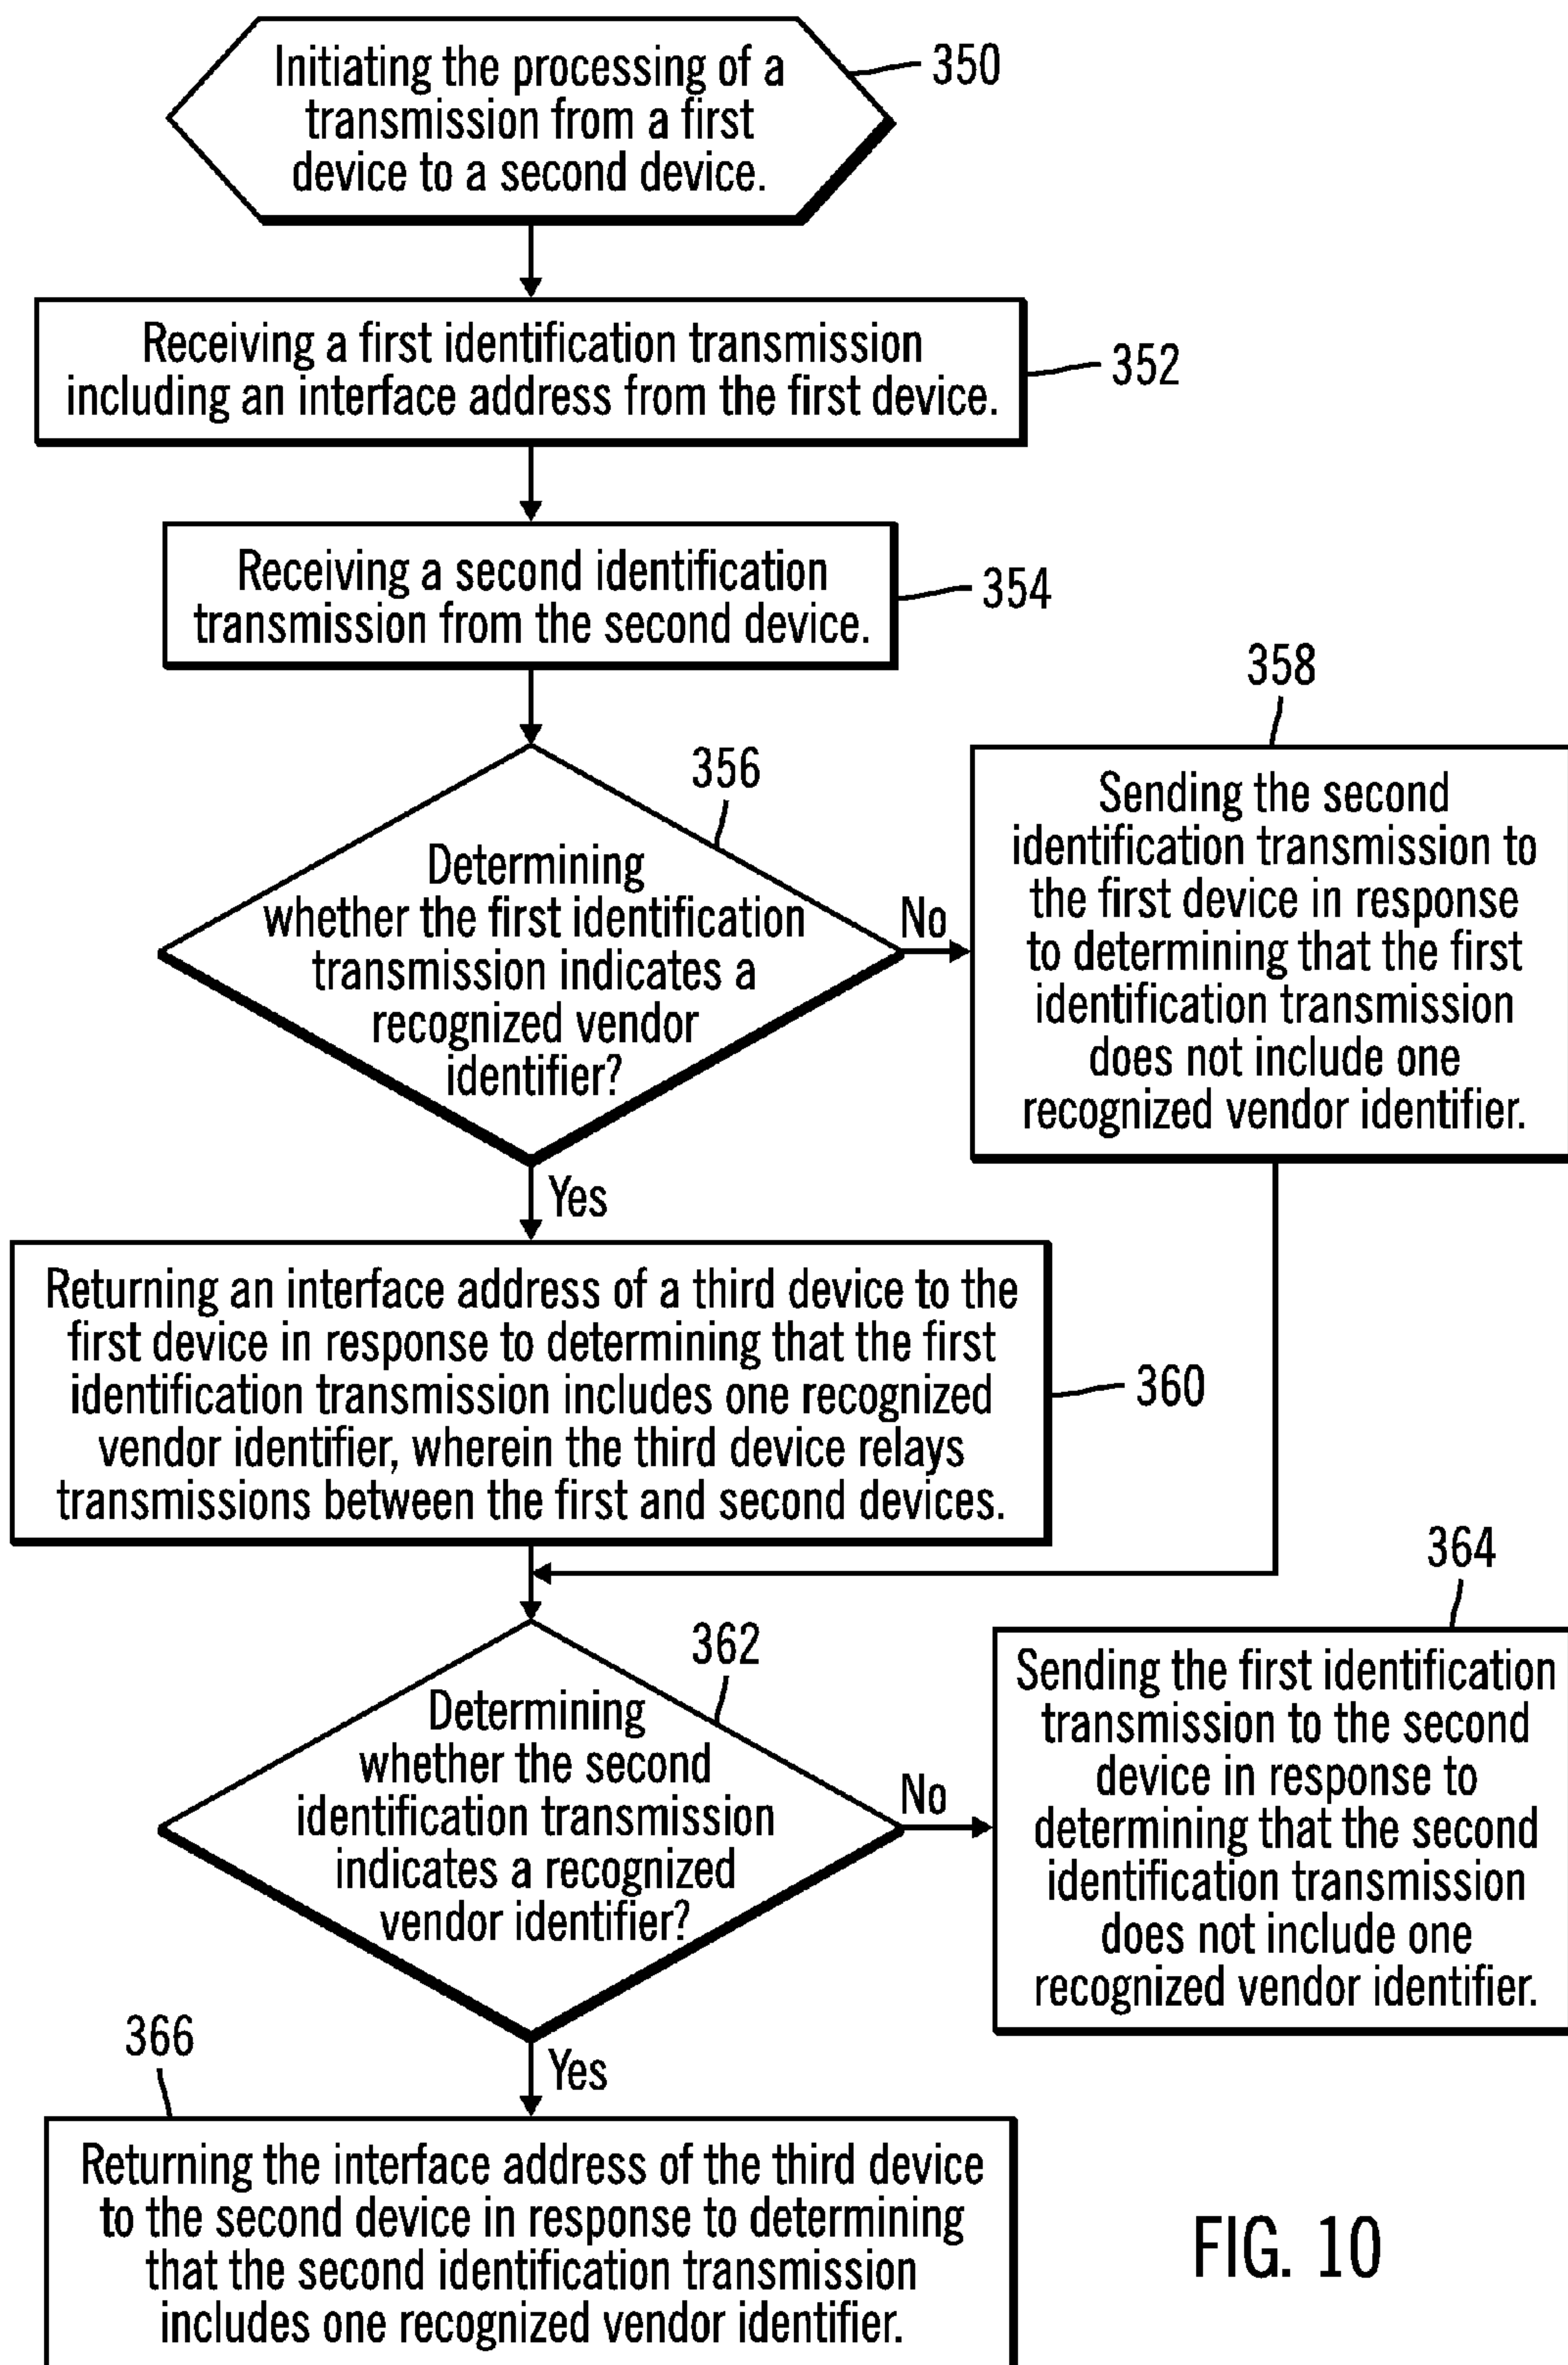 Initiating the processing of a
transmission from a first
device to a second device.
350
Receiving a first identification transmission
including an interface address from the first device.
352
Receiving a second identification
transmission from the second device.
354
356
Determining
whether the first identification
transmission indicates a
recognized vendor
identifier?
No
358
Sending the second
identification transmission to
the first device in response
to determining that the first
identification transmission
does not include one
recognized vendor identifier.
Yes
Returning an interface address of a third device to the
first device in response to determining that the first
identification transmission includes one recognized
vendor identifier, wherein the third device relays
transmissions between the first and second devices.
360
362
Determining
whether the second
identification transmission
indicates a recognized
vendor identifier?
No
364
Sending the first identification
transmission to the second
device in response to
determining that the second
identification transmission
does not include one
recognized vendor identifier.
Yes
366
Returning the interface address of the third device
to the second device in response to determining
that the second identification transmission
includes one recognized vendor identifier.
FIG. 10